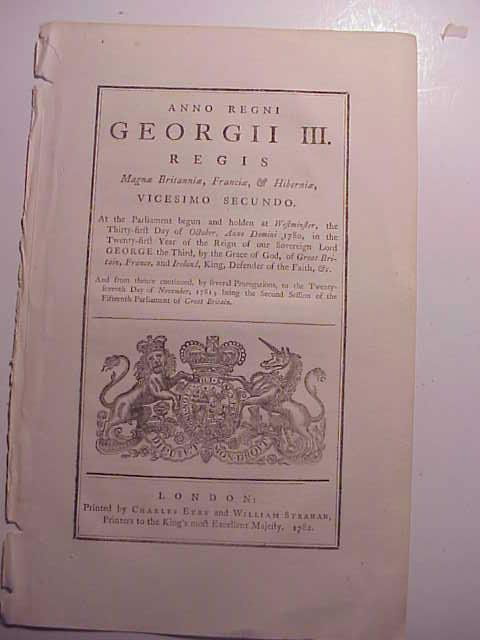 ANNO REGNI
GEORGII III.
REGIS
Magnæ Britanniæ, Franciæ, & Hiberniæ,
VICESIMO SECUNDO.
At the Parliament begun and holden at Westminster, the
Thirty-first Day of October, Anno Domini 1780, in the
Twenty-first Year of the Reign of our Sovereign Lord
GEORGE the Third, by the Grace of God, of Great Bri-
tain, France, and Ireland, King, Defender of the Faith, &c.
And from thence continued, by several Prorogations, to the Twenty-
seventh Day of November, 1781, being the Second Session of the
Fifteenth Parliament of Great Britain.
DIEU ET MON DROIT
LONDON:
Printed by CHARLES EYRE and WILLIAM STRAHAN,
Printers to the King's most Excellent Majesty. 1782.